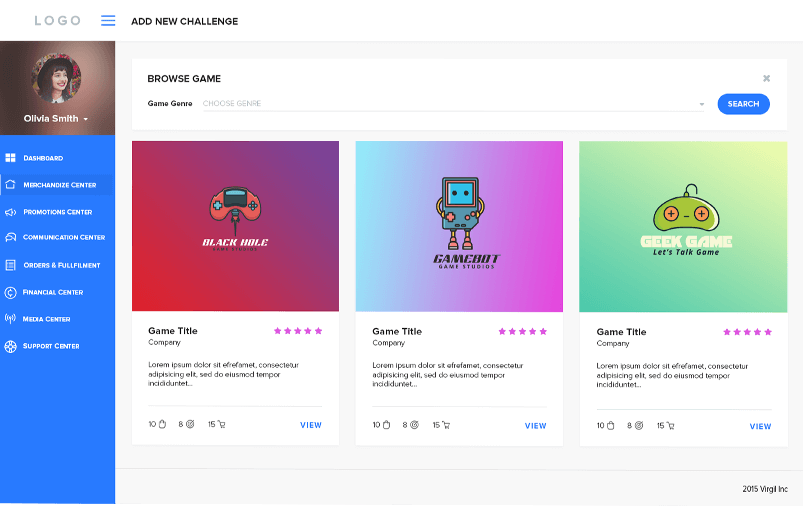 LOGO
ADD NEW CHALLENGE
Olivia Smith
DASHBOARD
MERCHANDIZE CENTER
PROMOTIONS CENTER
COMMUNICATION CENTER
ORDERS & FULLFILMENT
FINANCIAL CENTER
MEDIA CENTER
SUPPORT CENTER
BROWSE GAME
Game Genre CHOOSE GENRE SEARCH
BLACK HOLE
GAME STUDIOS
Game Title
Company
Lorem ipsum dolor sit efrefamet, consectetur
adipisicing elit, sed do eiusmod tempor
incididuntet...
10 8 15 VIEW
GAMEBOT
GAME STUDIOS
Game Title
Company
Lorem ipsum dolor sit efrefamet, consectetur
adipisicing elit, sed do eiusmod tempor
incididuntet...
10 8 15 VIEW
GEEK GAME
Let's Talk Game
Game Title
Company
Lorem ipsum dolor sit efrefamet, consectetur
adipisicing elit, sed do eiusmod tempor
incididuntet...
10 8 15 VIEW
2015 Virgil Inc